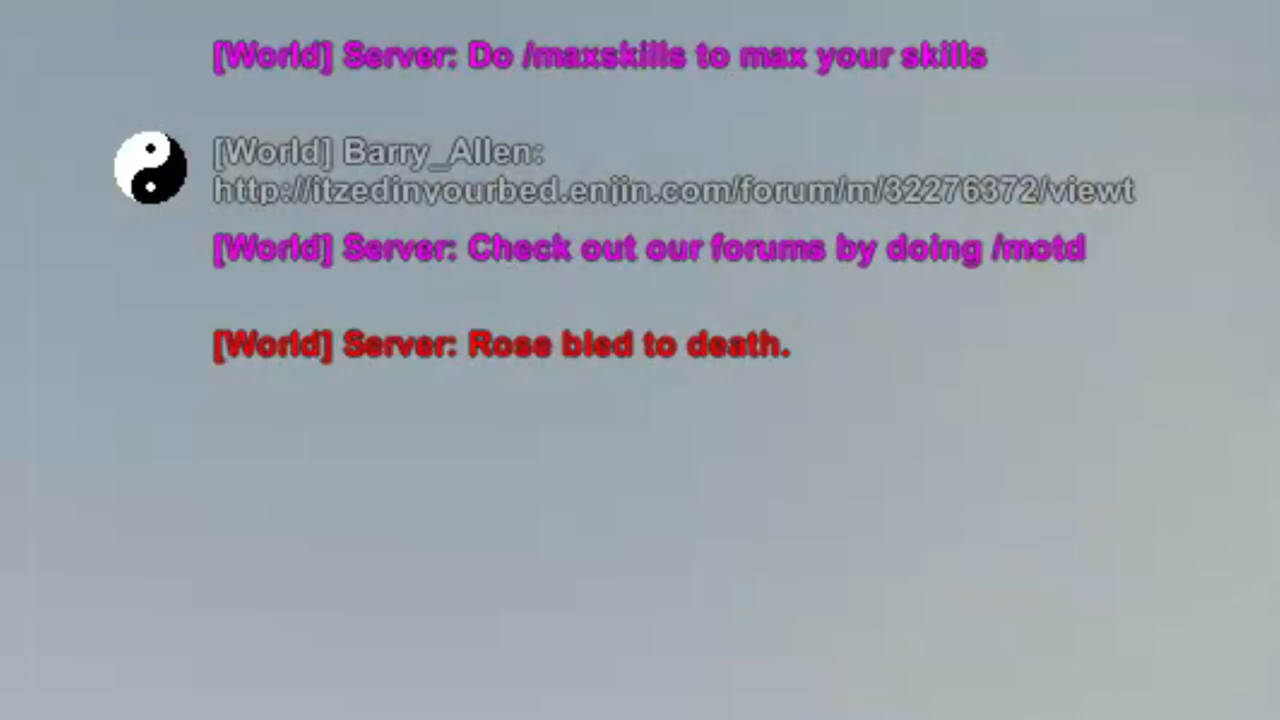 [World] Server: Do /maxskills to max your skills
[World] Barry_Allen:
http://itzedinyourbed.enjin.com/forum/m/32276372/viewt
[World] Server: Check out our forums by doing /motd
[World] Server: Rose bled to death.